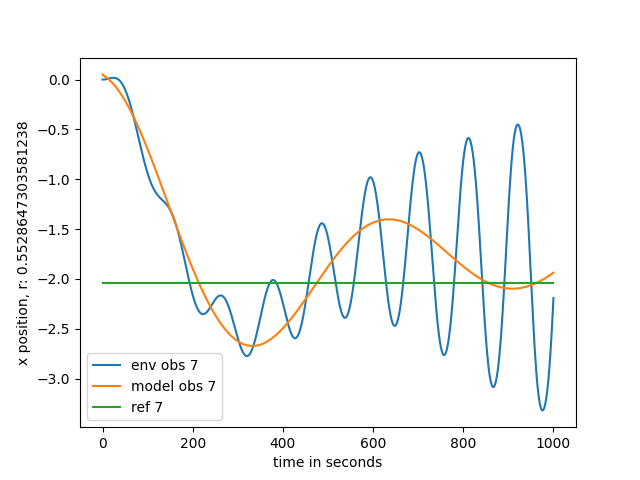 0.0
−0.5
−1.0
−1.5
−2.0
−2.5
−3.0
x position, r: 0.5528647303581238
env obs 7
model obs 7
ref 7
0 200 400 600 800 1000
time in seconds